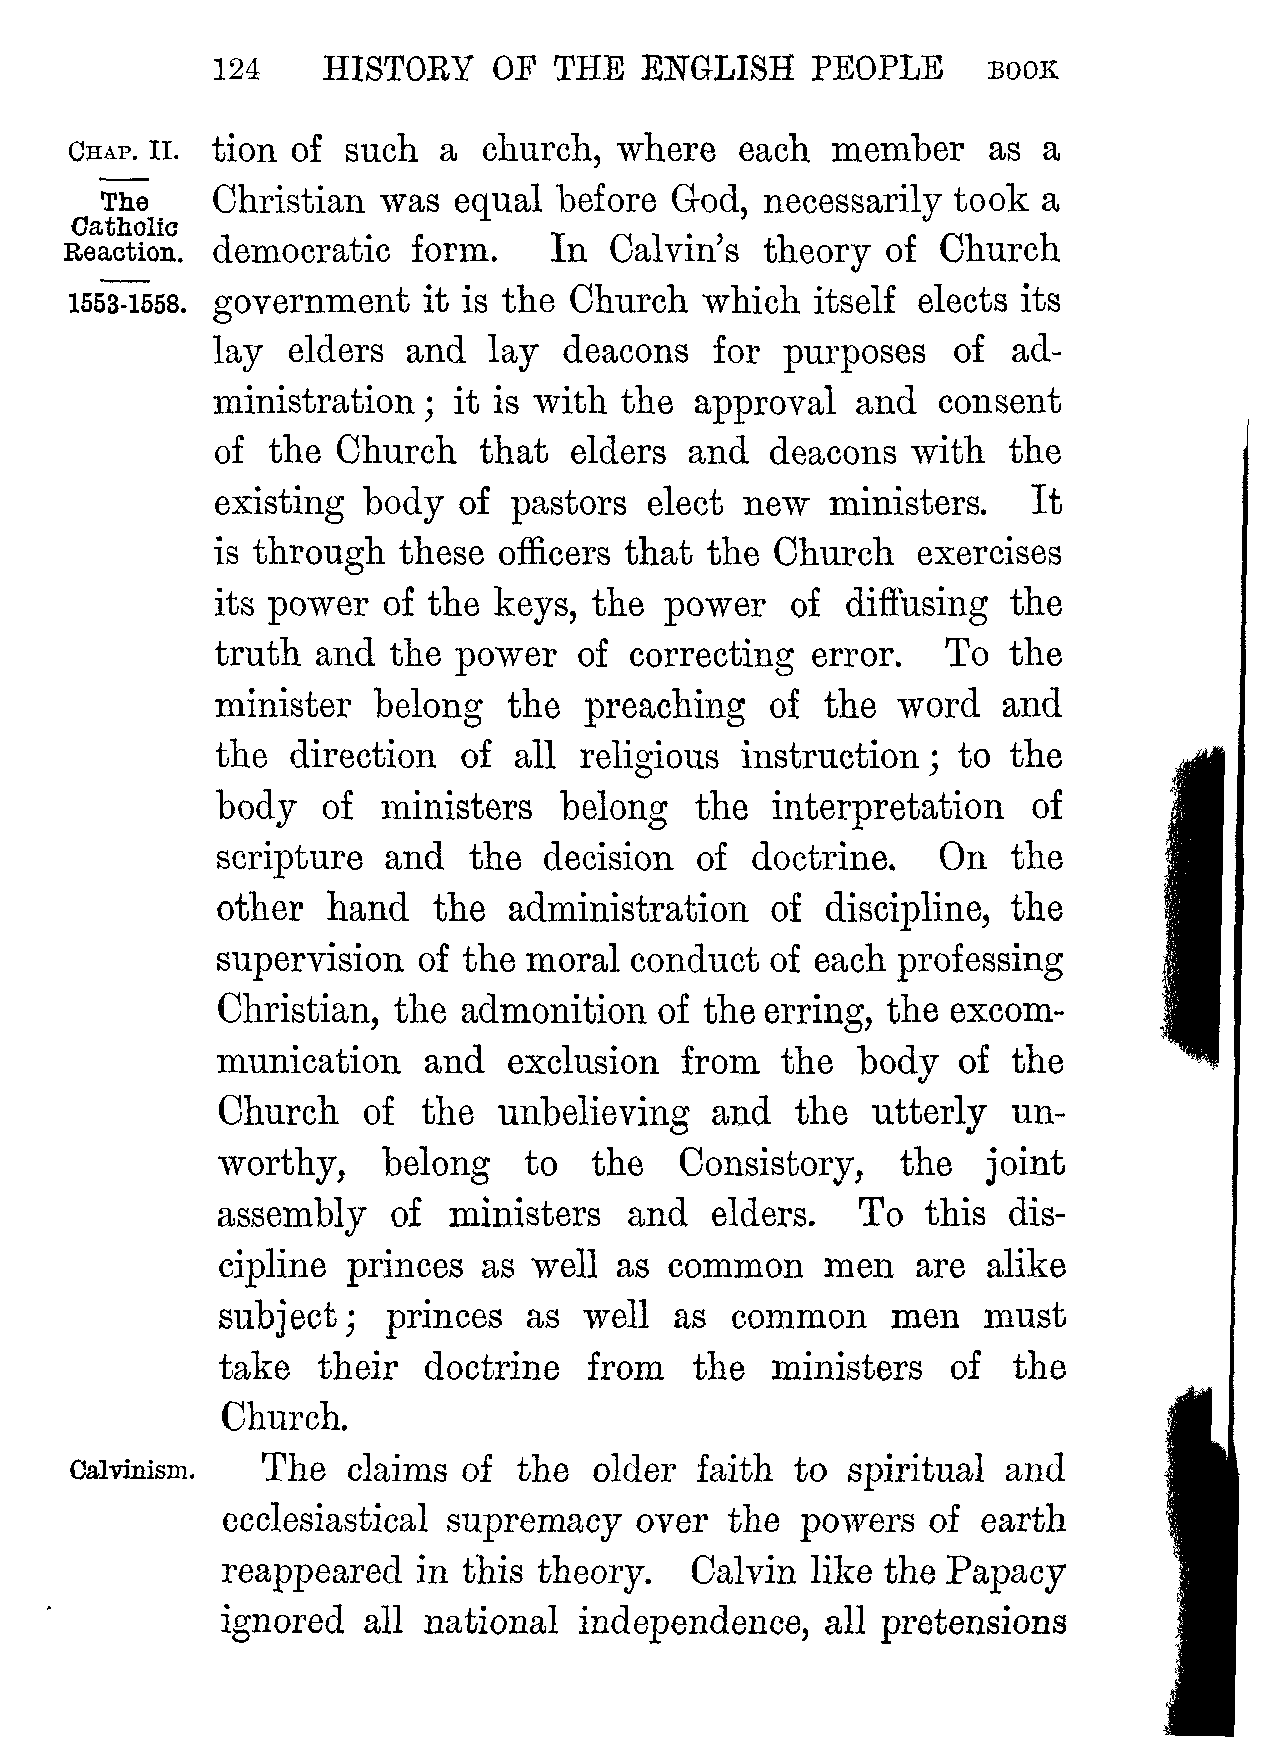 124 HISTORY OF THE ENGLISH PEOPLE BOOK
CHAP. II.
The
Catholic
Reaction.
1553-1558.
tion of such a church, where each member as a
Christian was equal before God, necessarily took a
democratic form. In Calvin's theory of Church
government it is the Church which itself elects its
lay elders and lay deacons for purposes of ad-
ministration ; it is with the approval and consent
of the Church that elders and deacons with the
existing body of pastors elect new ministers. It
is through these officers that the Church exercises
its power of the keys, the power of diffusing the
truth and the power of correcting error. To the
minister belong the preaching of the word and
the direction of all religious instruction ; to the
body of ministers belong the interpretation of
scripture and the decision of doctrine. On the
other hand the administration of discipline, the
supervision of the moral conduct of each professing
Christian, the admonition of the erring, the excom-
munication and exclusion from the body of the
Church of the unbelieving and the utterly un-
worthy, belong to the Consistory, the joint
assembly of ministers and elders. To this dis-
cipline princes as well as common men are alike
subject ; princes as well as common men must
take their doctrine from the ministers of the
Church.
Calvinism.
The claims of the older faith to spiritual and
ecclesiastical supremacy over the powers of earth
reappeared in this theory. Calvin like the Papacy
ignored all national independence, all pretensions